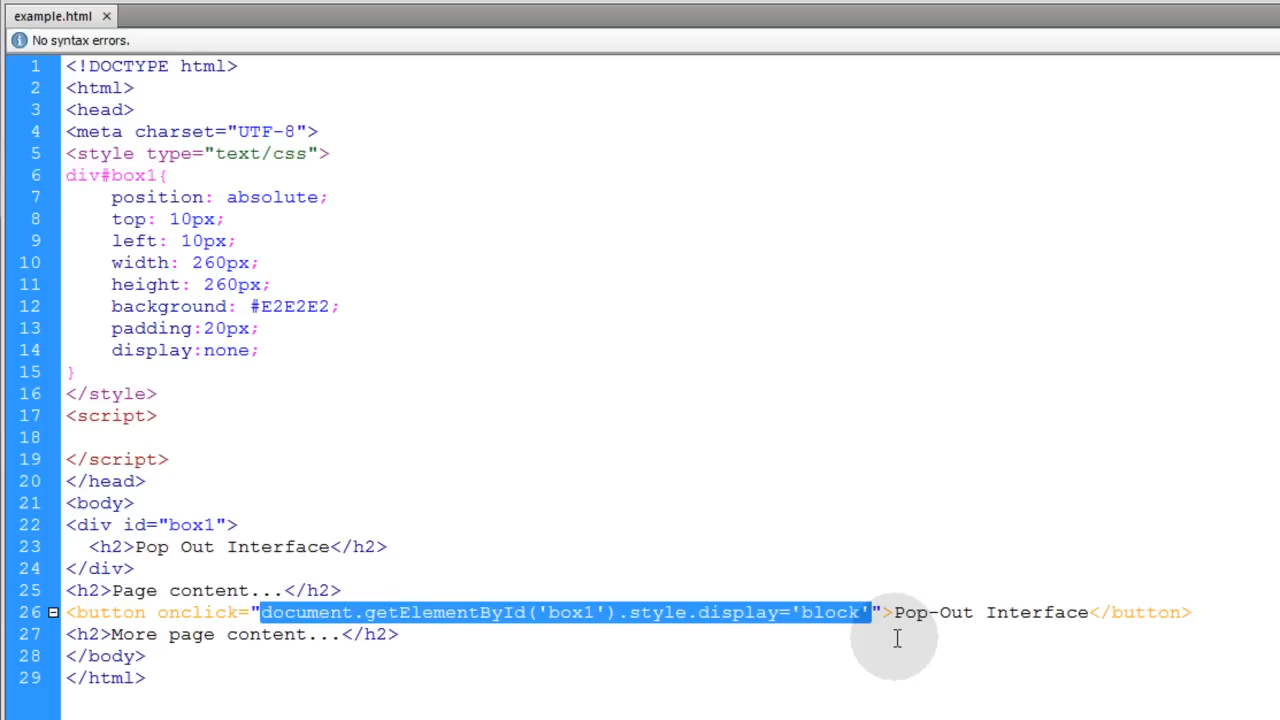 example.html ×
No syntax errors.
1 <!DOCTYPE html>
2 <html>
3 <head>
4 <meta charset="UTF-8">
5 <style type="text/css">
6 div#box1{
7     position: absolute;
8     top: 10px;
9     left: 10px;
10     width: 260px;
11     height: 260px;
12     background: #E2E2E2;
13     padding:20px;
14     display:none;
15 }
16 </style>
17 <script>
18
19 </script>
20 </head>
21 <body>
22 <div id="box1">
23   <h2>Pop Out Interface</h2>
24 </div>
25 <h2>Page content...</h2>
26 <button onclick="document.getElementById('box1').style.display='block'">Pop-Out Interface</button>
27 <h2>More page content...</h2>
28 </body>
29 </html>